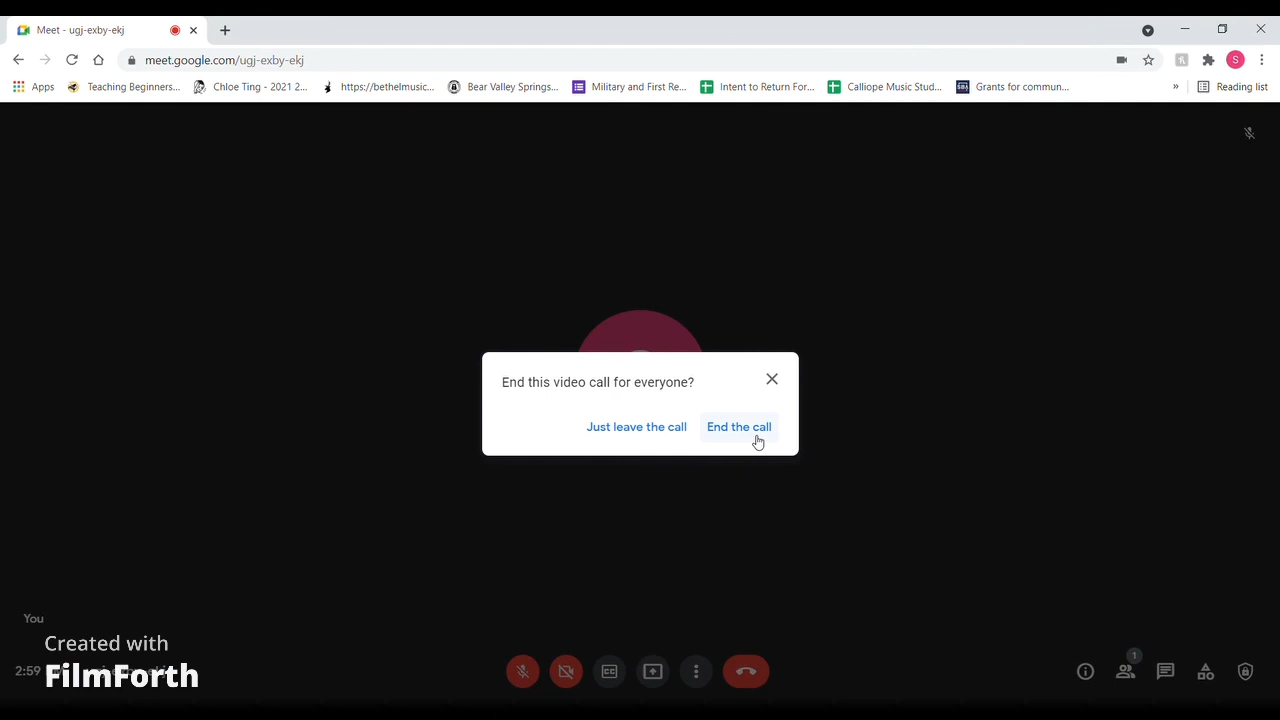 Meet - ugj-exby-ekj
meet.google.com/ugj-exby-ekj
S
Apps
Teaching beginners...
Chloe Ting - 2021 2...
https://bethelmusic...
Bear Valley Springs...
Military and First Re...
Intent to Return For...
Calliope Music Stud...
Grants for commun...
»
Reading list
End this video call for everyone?
Just leave the call
End the call
You
Created with
FilmForth
2:59
1